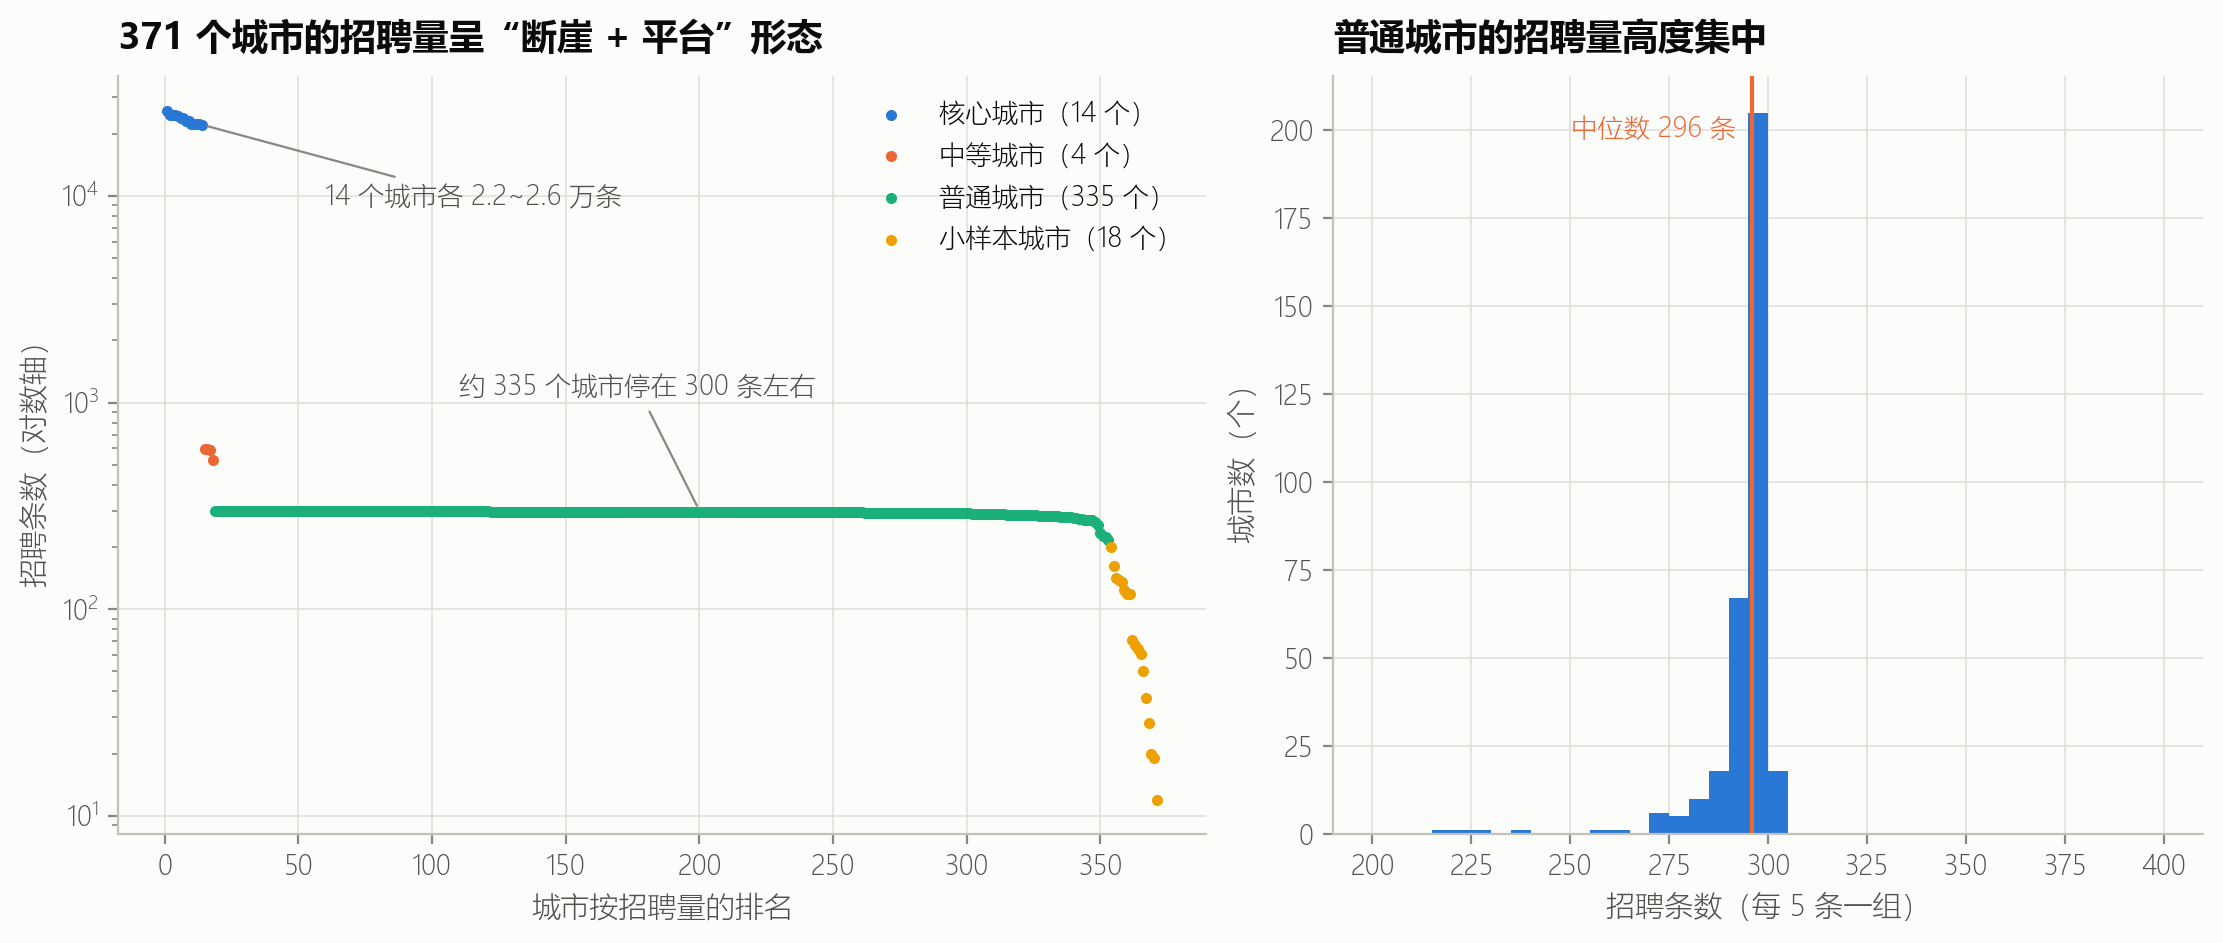 371 个城市的招聘量呈“断崖 + 平台”形态
招聘条数（对数轴）
10⁴
10³
10²
10¹
14 个城市各 2.2~2.6 万条
约 335 个城市停在 300 条左右
核心城市（14 个）
中等城市（4 个）
普通城市（335 个）
小样本城市（18 个）
0 50 100 150 200 250 300 350
城市按招聘量的排名
普通城市的招聘量高度集中
城市数（个）
200
175
150
125
100
75
50
25
0
中位数 296 条
200 225 250 275 300 325 350 375 400
招聘条数（每 5 条一组）